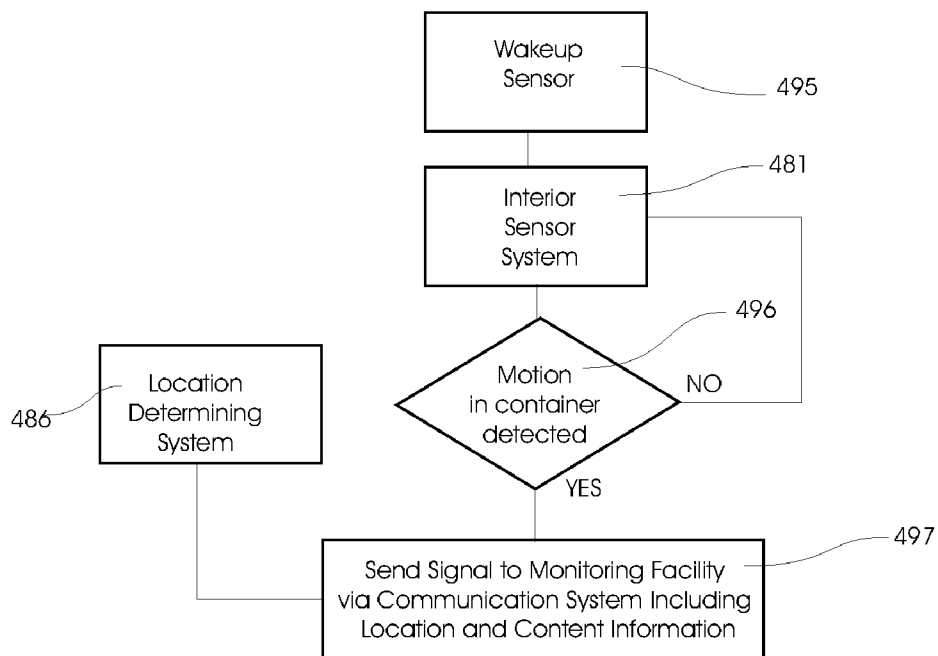 Wakeup
Sensor
495
481
Interior
Sensor
System
496
Motion
in container
detected
NO
YES
Location
Determining
System
486
497
Send Signal to Monitoring Facility
via Communication System Including
Location and Content Information